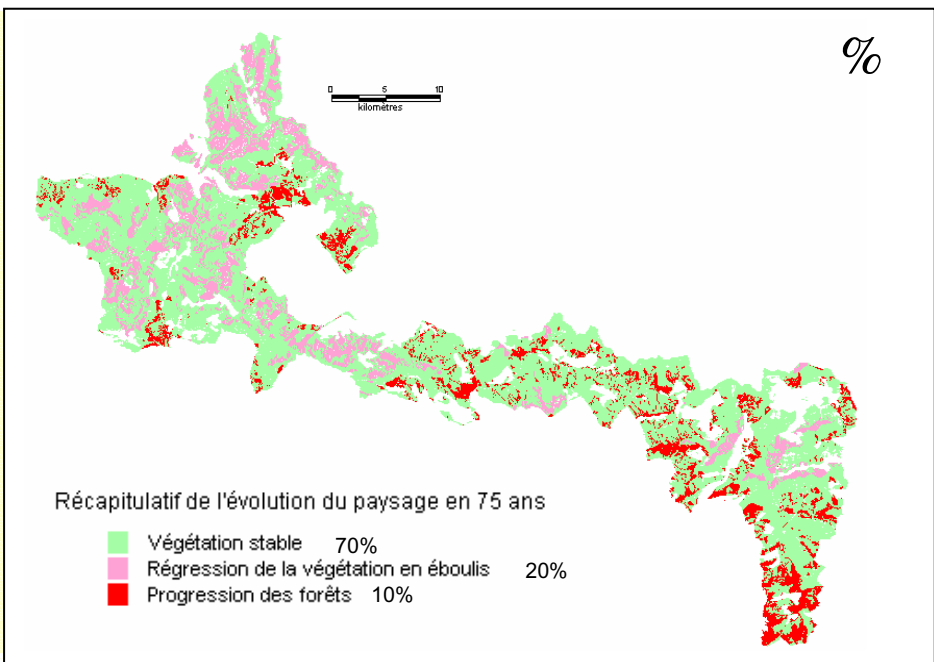 %
0 5 10
kilomètres
Récapitulatif de l'évolution du paysage en 75 ans
Végétation stable 70%
Régression de la végétation en éboulis 20%
Progression des forêts 10%